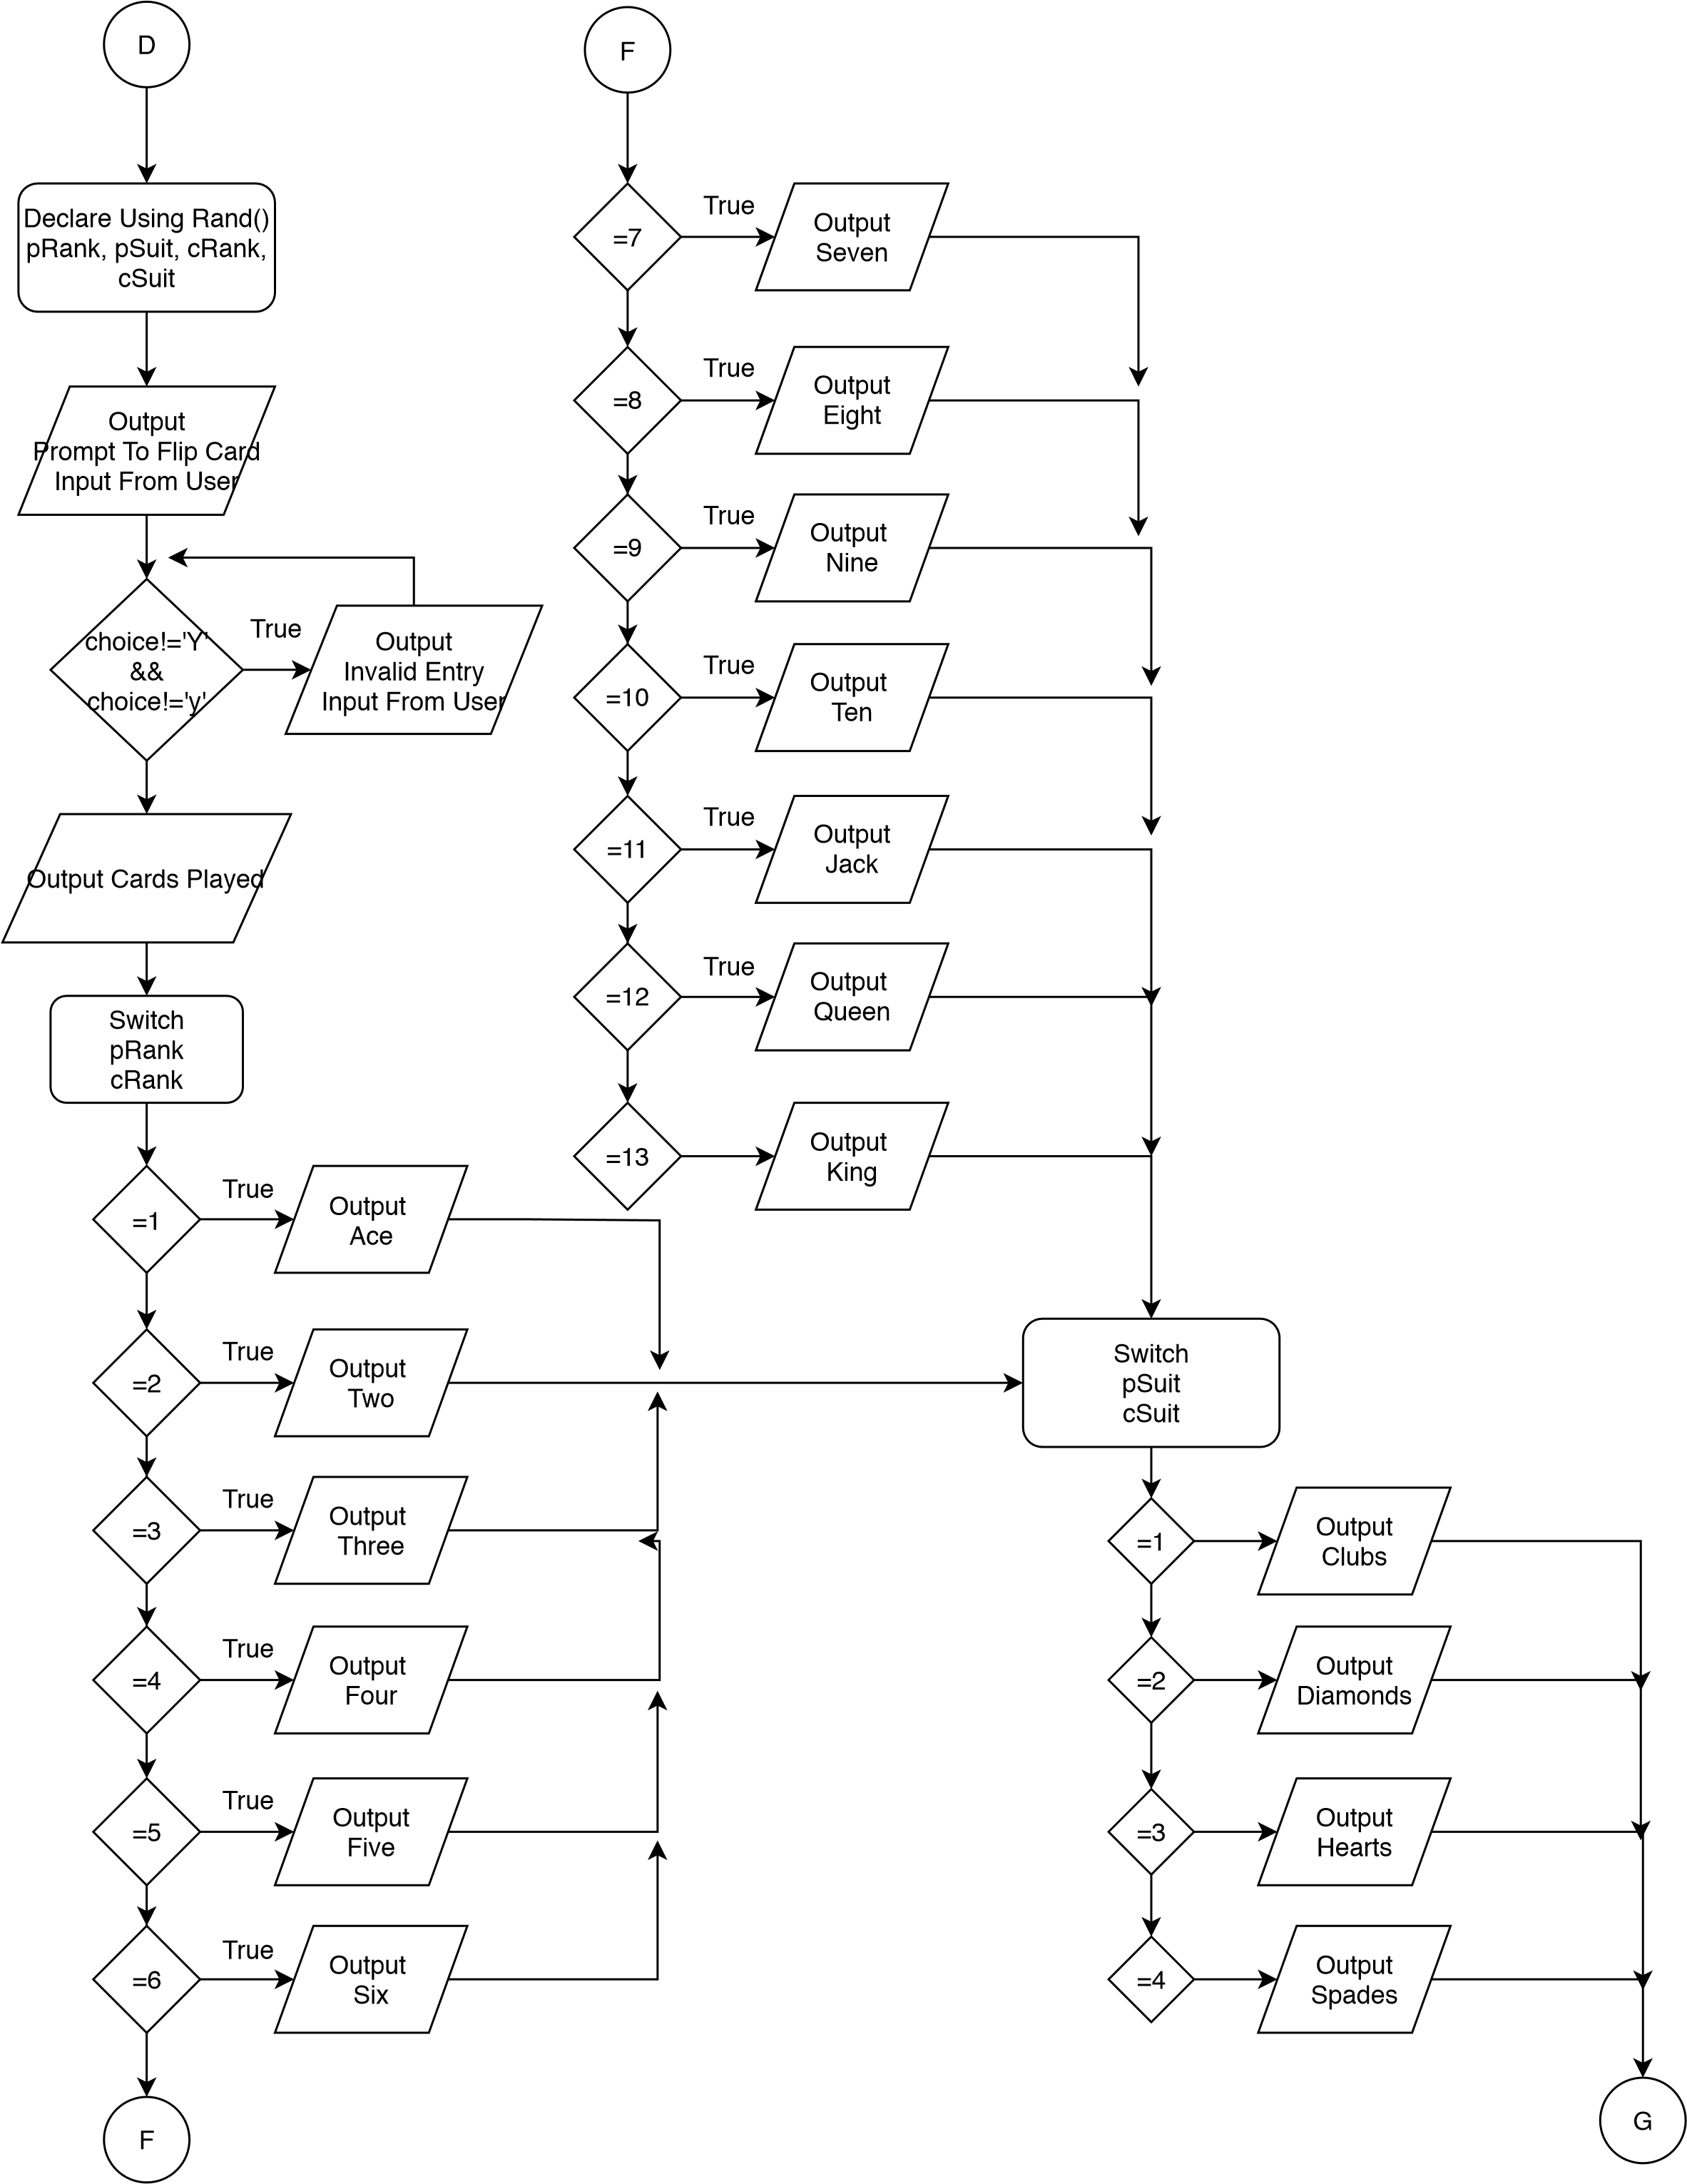 D
Declare Using Rand()
pRank, pSuit, cRank,
cSuit
Output
Prompt To Flip Card
Input From User
choice!='Y'
&&
choice!='y'
True
Output
Invalid Entry
Input From User
Output Cards Played
Switch
pRank
cRank
=1
True
Output
Ace
=2
True
Output
Two
=3
True
Output
Three
=4
True
Output
Four
=5
True
Output
Five
=6
True
Output
Six
F
F
=7
True
Output
Seven
=8
True
Output
Eight
=9
True
Output
Nine
=10
True
Output
Ten
=11
True
Output
Jack
=12
True
Output
Queen
=13
Output
King
Switch
pSuit
cSuit
=1
Output
Clubs
=2
Output
Diamonds
=3
Output
Hearts
=4
Output
Spades
G